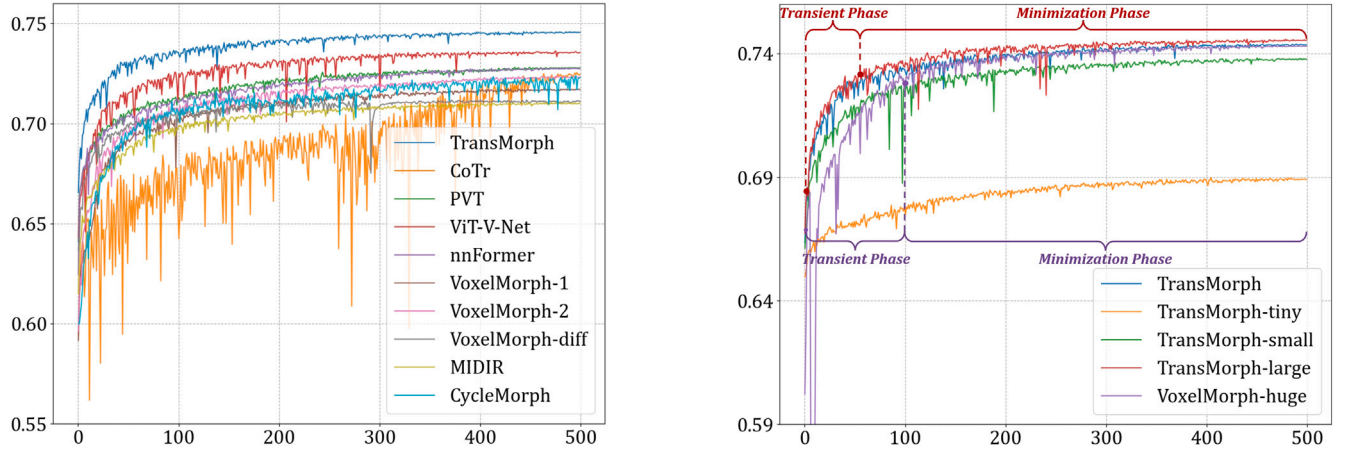 0.75
0.70
0.65
0.60
0.55
0 100 200 300 400 500
TransMorph
CoTr
PVT
ViT-V-Net
nnFormer
VoxelMorph-1
VoxelMorph-2
VoxelMorph-diff
MIDIR
CycleMorph
Transient Phase Minimization Phase
0.74
0.69
0.64
0.59
Transient Phase Minimization Phase
TransMorph
TransMorph-tiny
TransMorph-small
TransMorph-large
VoxelMorph-huge
0 100 200 300 400 500